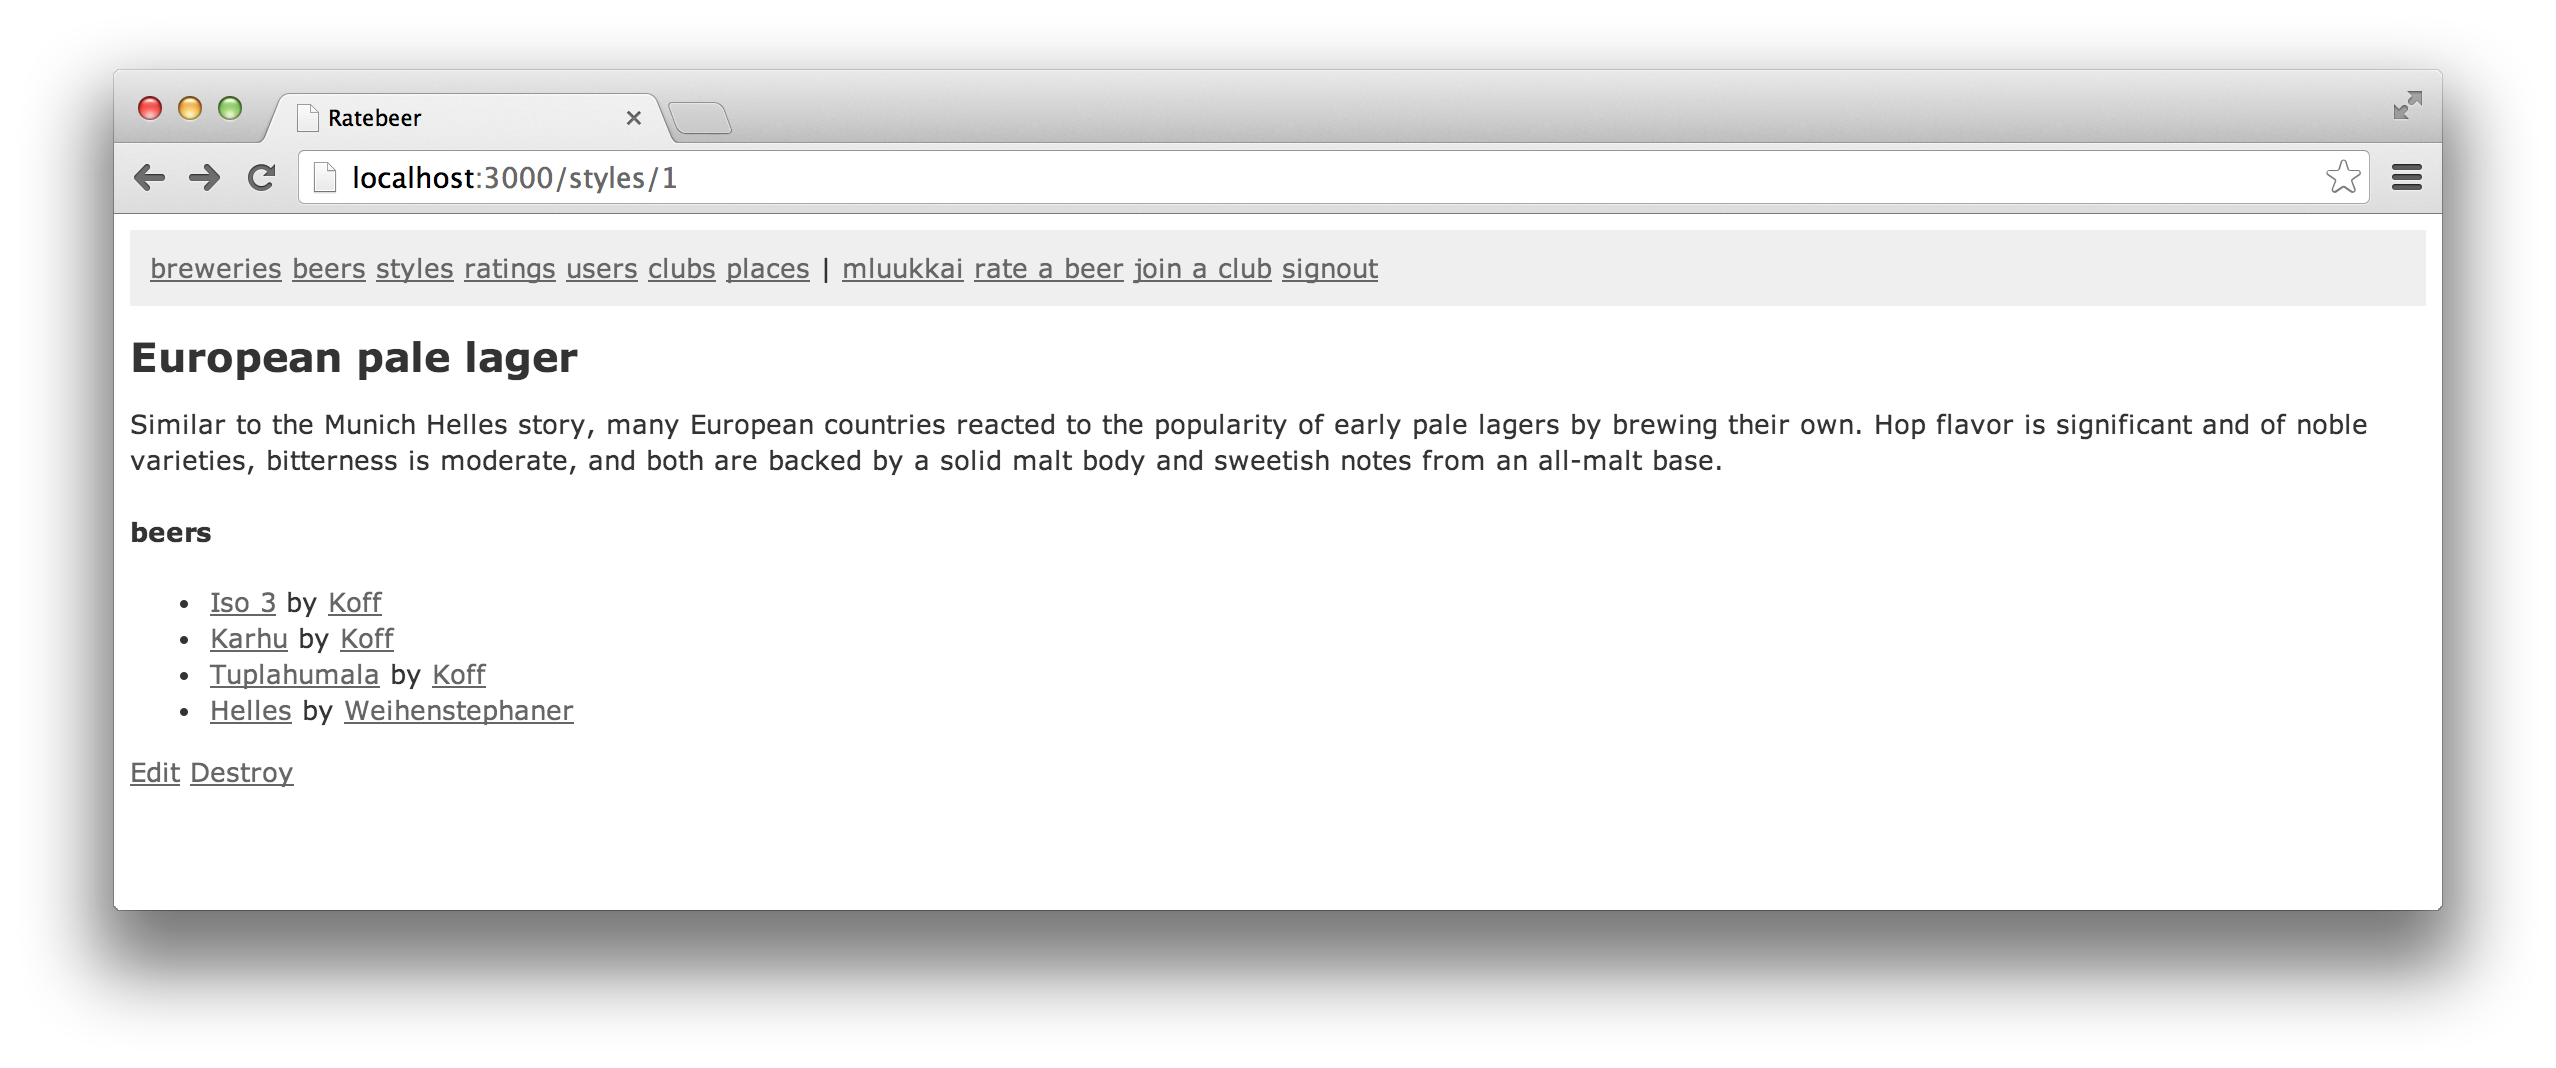 Ratebeer
localhost:3000/styles/1
breweries beers styles ratings users clubs places | mluukkai rate a beer join a club signout
European pale lager
Similar to the Munich Helles story, many European countries reacted to the popularity of early pale lagers by brewing their own. Hop flavor is significant and of noble
varieties, bitterness is moderate, and both are backed by a solid malt body and sweetish notes from an all-malt base.
beers
• Iso 3 by Koff
• Karhu by Koff
• Tuplahumala by Koff
• Helles by Weihenstephaner
Edit Destroy